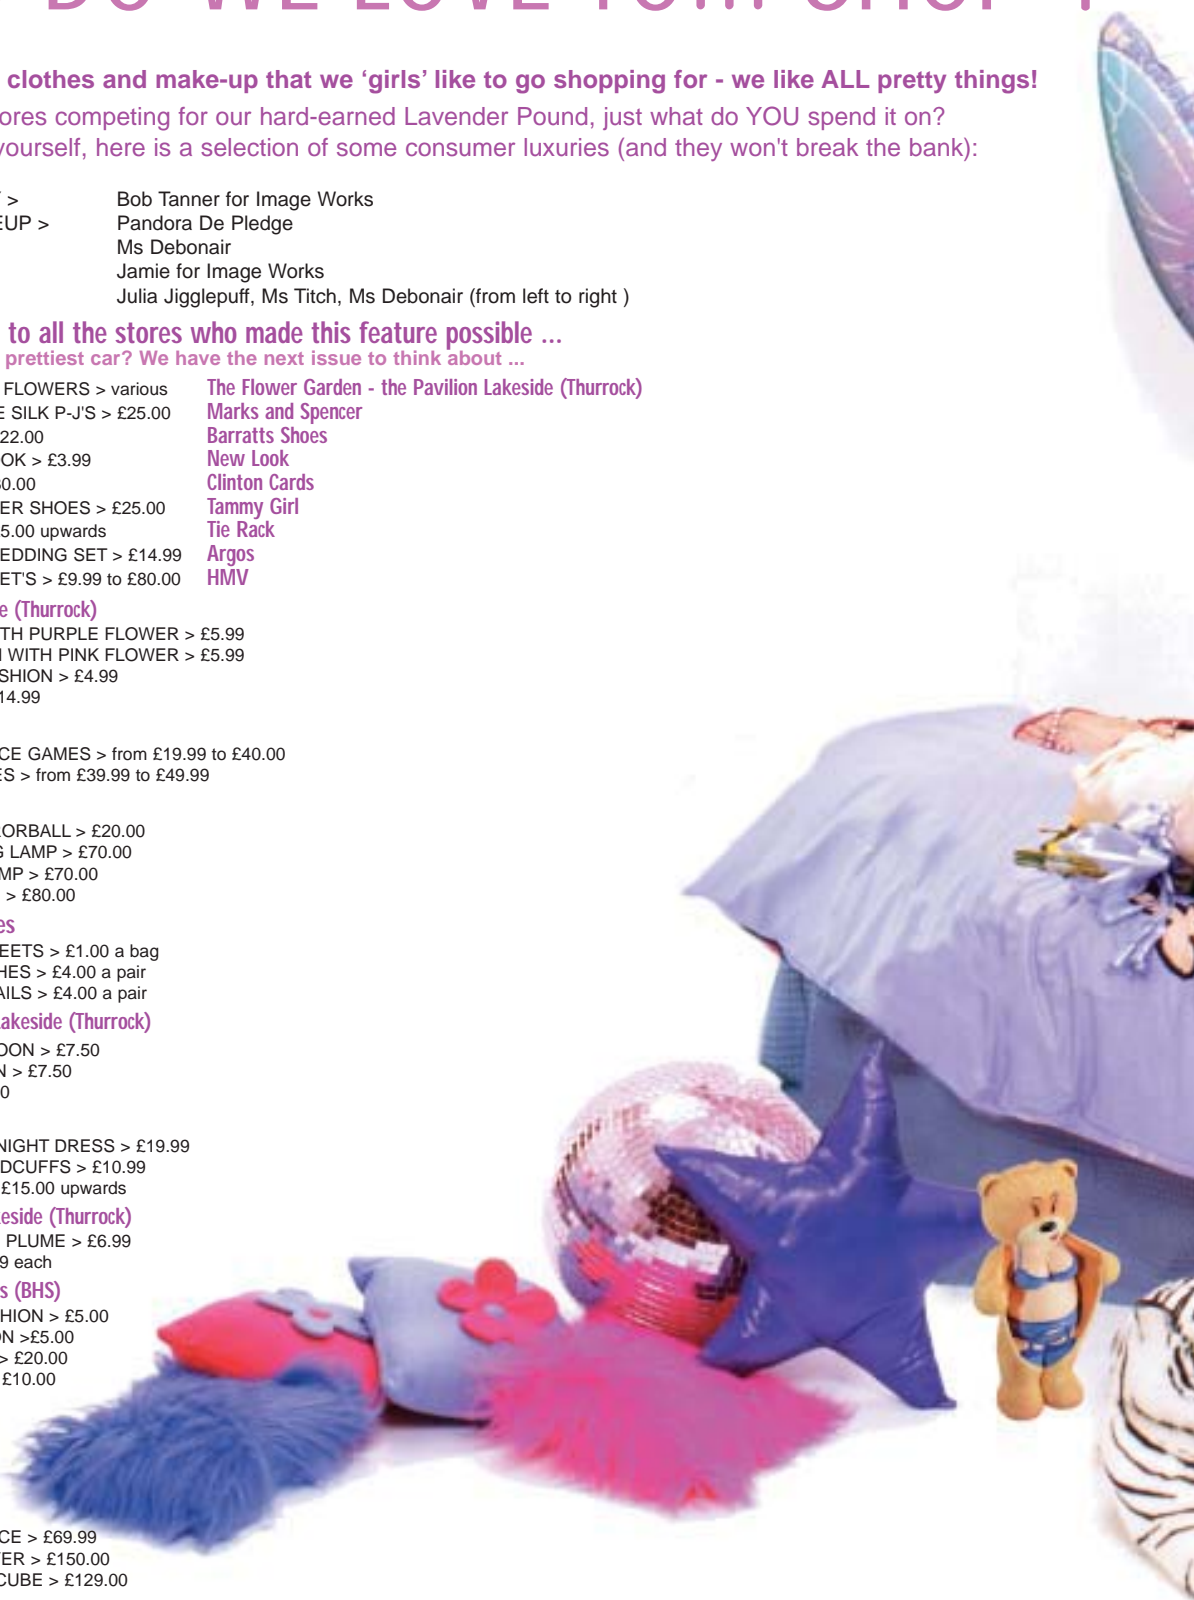 DO WE LOVE
clothes and make-up that we ‘girls’ like to go shopping for - we like ALL pretty things!
ores competing for our hard-earned Lavender Pound, just what do YOU spend it on?
yourself, here is a selection of some consumer luxuries (and they won't break the bank):
> Bob Tanner for Image Works
EUP > Pandora De Pledge
Ms Debonair
Jamie for Image Works
Julia Jigglepuff, Ms Titch, Ms Debonair (from left to right )
to all the stores who made this feature possible ...
prettiest car? We have the next issue to think about ...
FLOWERS > various
E SILK P-J'S > £25.00
22.00
OK > £3.99
0.00
ER SHOES > £25.00
5.00 upwards
EDDING SET > £14.99
ET'S > £9.99 to £80.00
The Flower Garden - the Pavilion Lakeside (Thurrock)
Marks and Spencer
Barratts Shoes
New Look
Clinton Cards
Tammy Girl
Tie Rack
Argos
HMV
e (Thurrock)
TH PURPLE FLOWER > £5.99
WITH PINK FLOWER > £5.99
SHION > £4.99
14.99
CE GAMES > from £19.99 to £40.00
ES > from £39.99 to £49.99
ORBALL > £20.00
G LAMP > £70.00
MP > £70.00
> £80.00
es
EETS > £1.00 a bag
HES > £4.00 a pair
AILS > £4.00 a pair
akeside (Thurrock)
OON > £7.50
N > £7.50
0
NIGHT DRESS > £19.99
DCUFFS > £10.99
£15.00 upwards
eside (Thurrock)
PLUME > £6.99
9 each
s (BHS)
HION > £5.00
ON >£5.00
> £20.00
£10.00
CE > £69.99
TER > £150.00
CUBE > £129.00